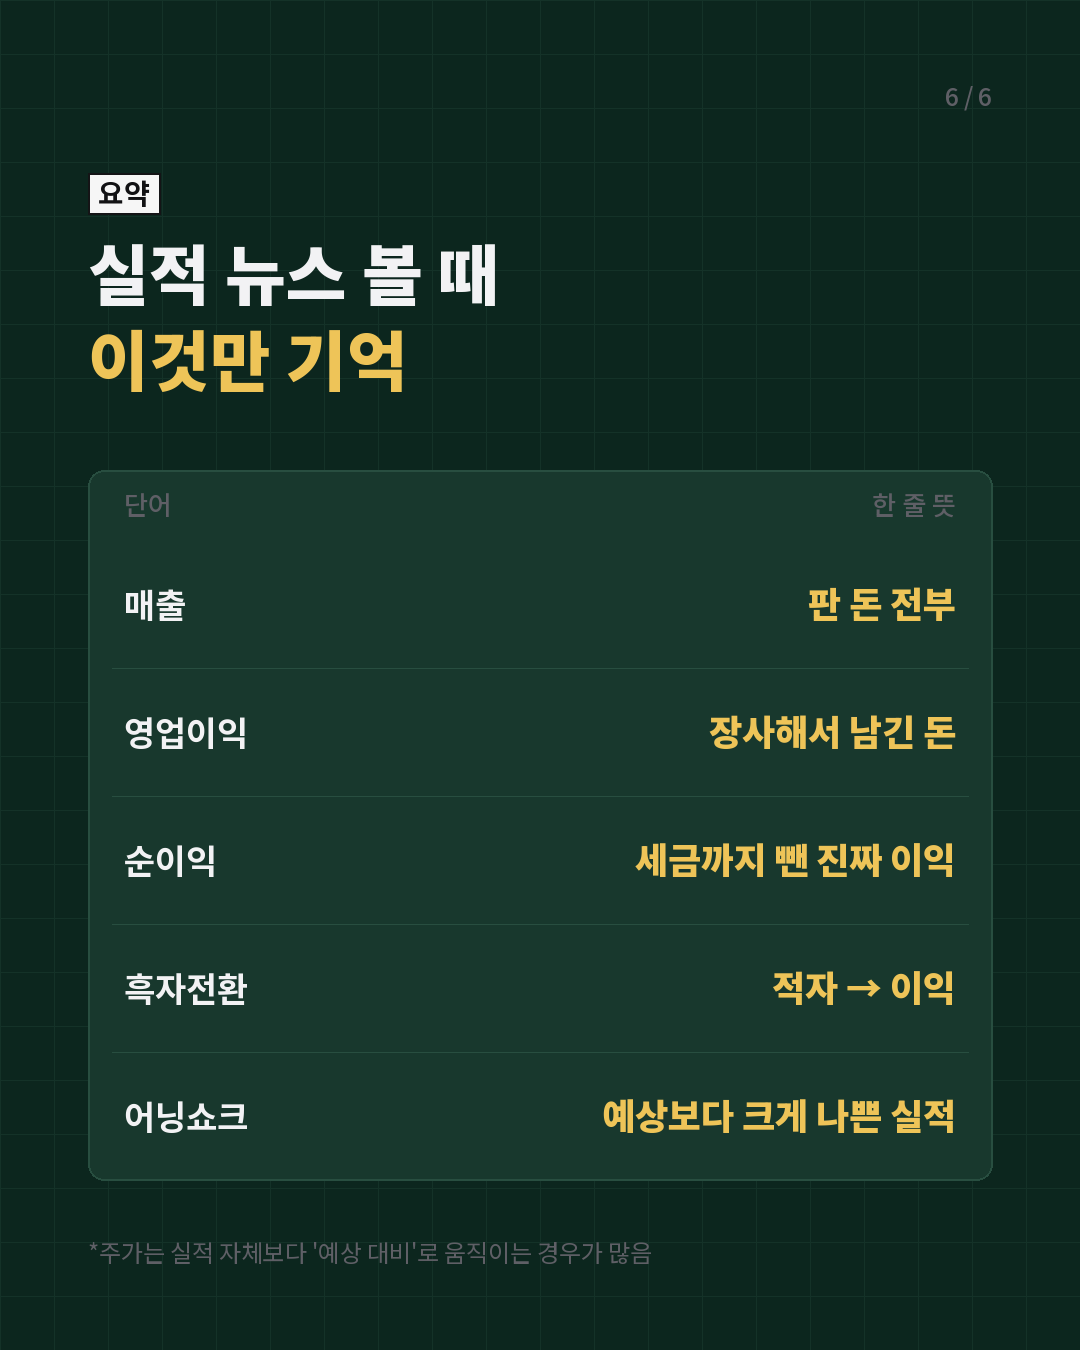 6 / 6
요약
실적 뉴스 볼 때
이것만 기억
단어 한 줄 뜻
매출 판 돈 전부
영업이익 장사해서 남긴 돈
순이익 세금까지 뺀 진짜 이익
흑자전환 적자 → 이익
어닝쇼크 예상보다 크게 나쁜 실적
*주가는 실적 자체보다 '예상 대비'로 움직이는 경우가 많음